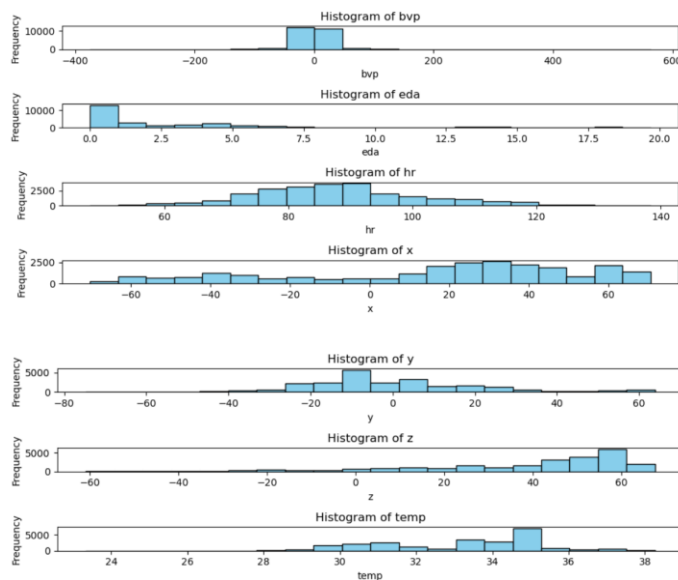 Histogram of bvp
Frequency
10000
0
−400 −200 0 200 400 600
bvp
Histogram of eda
Frequency
10000
0
0.0 2.5 5.0 7.5 10.0 12.5 15.0 17.5 20.0
eda
Histogram of hr
Frequency
2500
0
60 80 100 120 140
hr
Histogram of x
Frequency
2500
0
−60 −40 −20 0 20 40 60
x
Histogram of y
Frequency
5000
0
−80 −60 −40 −20 0 20 40 60
y
Histogram of z
Frequency
5000
0
−60 −40 −20 0 20 40 60
z
Histogram of temp
Frequency
5000
0
24 26 28 30 32 34 36 38
temp